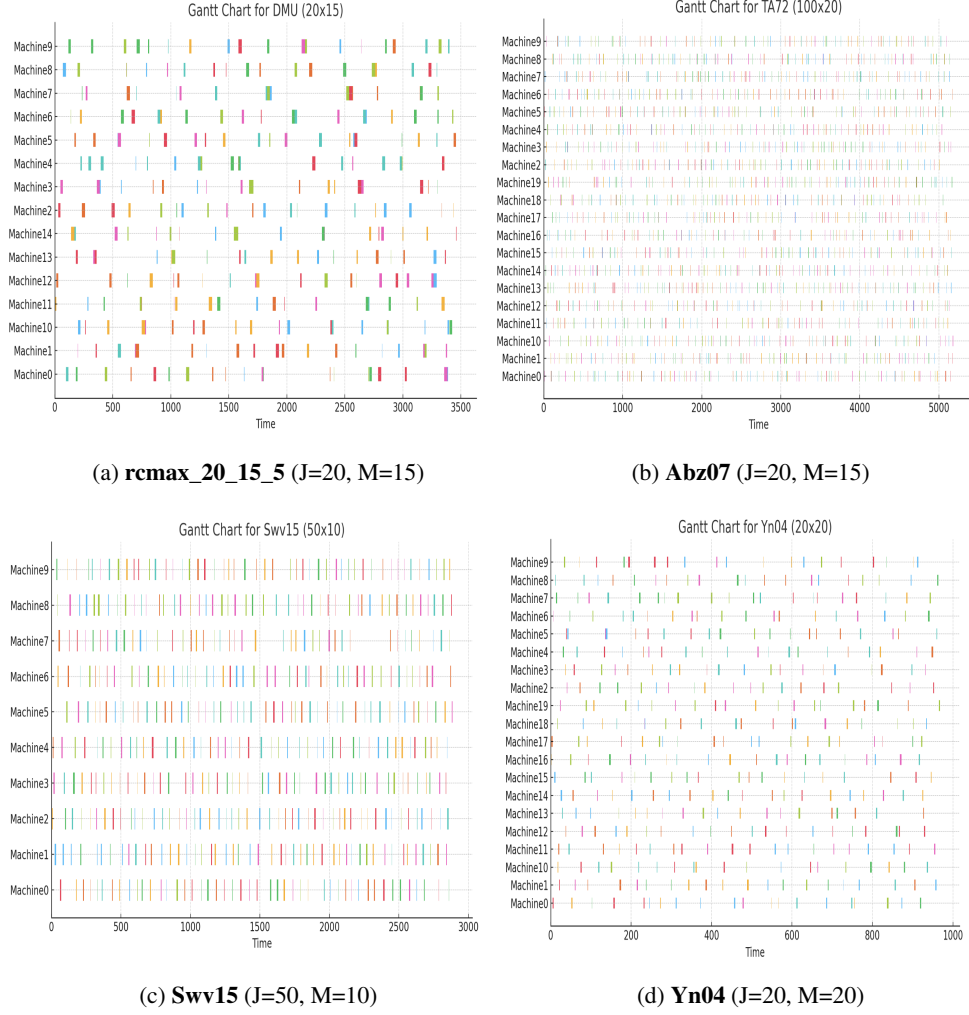 Gantt Chart for DMU (20x15)
Machine9
Machine8
Machine7
Machine6
Machine5
Machine4
Machine3
Machine2
Machine14
Machine13
Machine12
Machine11
Machine10
Machine1
Machine0
0 500 1000 1500 2000 2500 3000 3500
Time
(a) rcmax_20_15_5 (J=20, M=15)
Gantt Chart for TA72 (100x20)
Machine9
Machine8
Machine7
Machine6
Machine5
Machine4
Machine3
Machine2
Machine19
Machine18
Machine17
Machine16
Machine15
Machine14
Machine13
Machine12
Machine11
Machine10
Machine1
Machine0
0 1000 2000 3000 4000 5000
Time
(b) Abz07 (J=20, M=15)
Gantt Chart for Swv15 (50x10)
Machine9
Machine8
Machine7
Machine6
Machine5
Machine4
Machine3
Machine2
Machine1
Machine0
0 500 1000 1500 2000 2500 3000
Time
(c) Swv15 (J=50, M=10)
Gantt Chart for Yn04 (20x20)
Machine9
Machine8
Machine7
Machine6
Machine5
Machine4
Machine3
Machine2
Machine19
Machine18
Machine17
Machine16
Machine15
Machine14
Machine13
Machine12
Machine11
Machine10
Machine1
Machine0
0 200 400 600 800 1000
Time
(d) Yn04 (J=20, M=20)